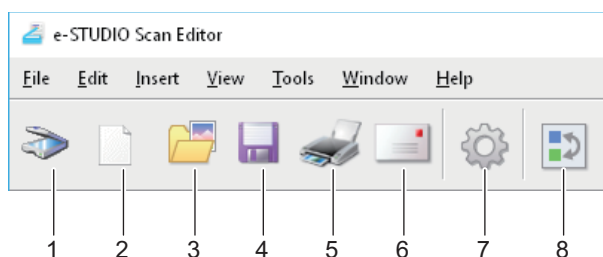 e-STUDIO Scan Editor
File Edit Insert View Tools Window Help
1 2 3 4 5 6 7 8